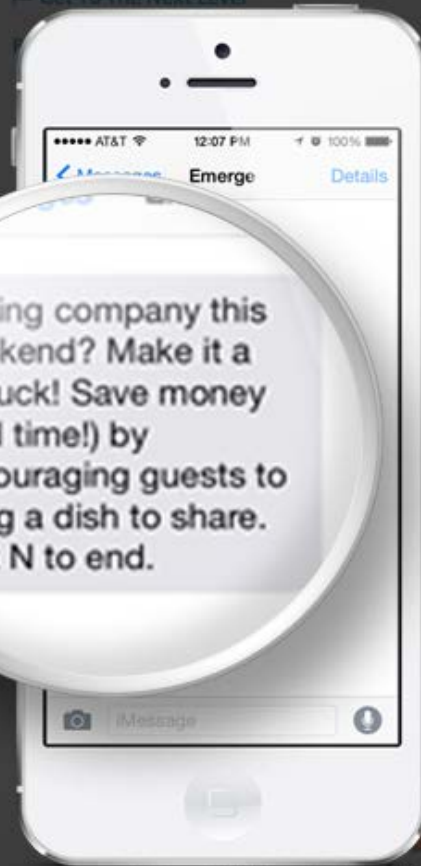 AT&T 12:07 PM 100%
Messages Emerge Details
ing company this
kend? Make it a
uck! Save money
time!) by
ouraging guests to
g a dish to share.
N to end.
iMessage